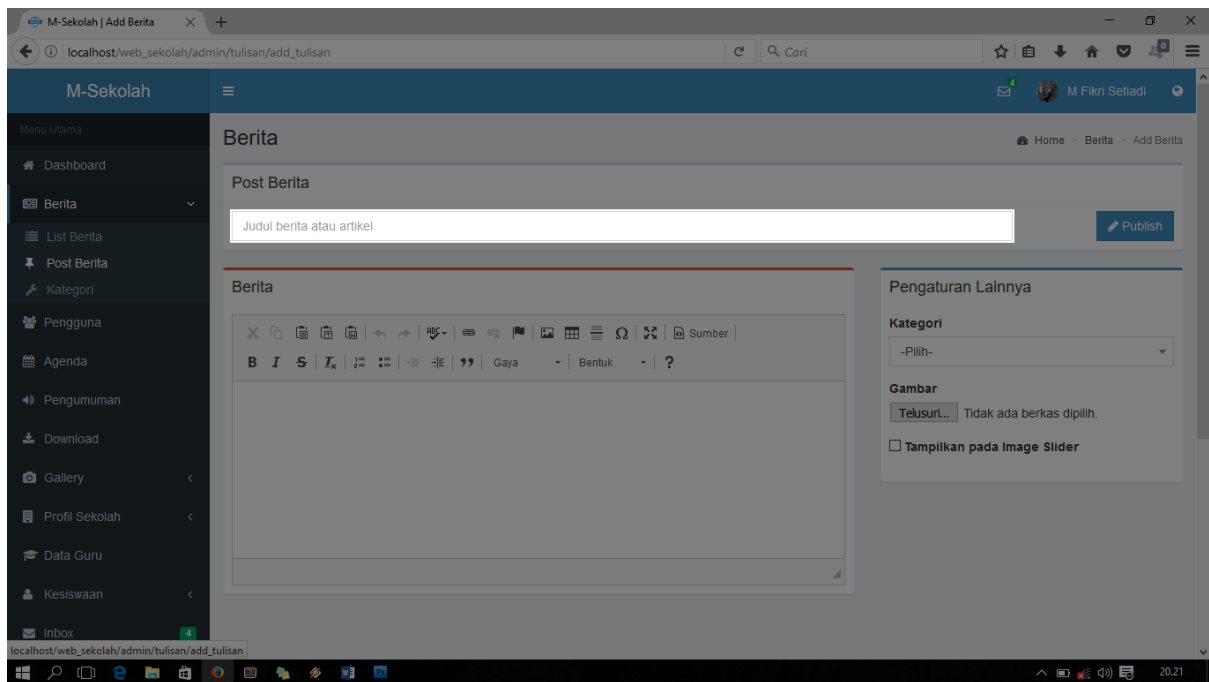 M-Sekolah | Add Berita
localhost/web_sekolah/admin/tulisan/add_tulisan
Cari
M-Sekolah
4
M Fikri Setiadi
Menu Utama
Berita
Home > Berita > Add Berita
Dashboard
Post Berita
Berita
Judul berita atau artikel
Publish
List Berita
Post Berita
Kategori
Berita
Pengaturan Lainnya
Pengguna
ABC
Sumber
Kategori
-Pilih-
Agenda
B I S Ix Gaya Bentuk ?
Gambar
Telusuri... Tidak ada berkas dipilih.
Pengumuman
Download
Tampilkan pada Image Slider
Gallery
Profil Sekolah
Data Guru
Kesiswaan
Inbox 4
localhost/web_sekolah/admin/tulisan/add_tulisan
20.21